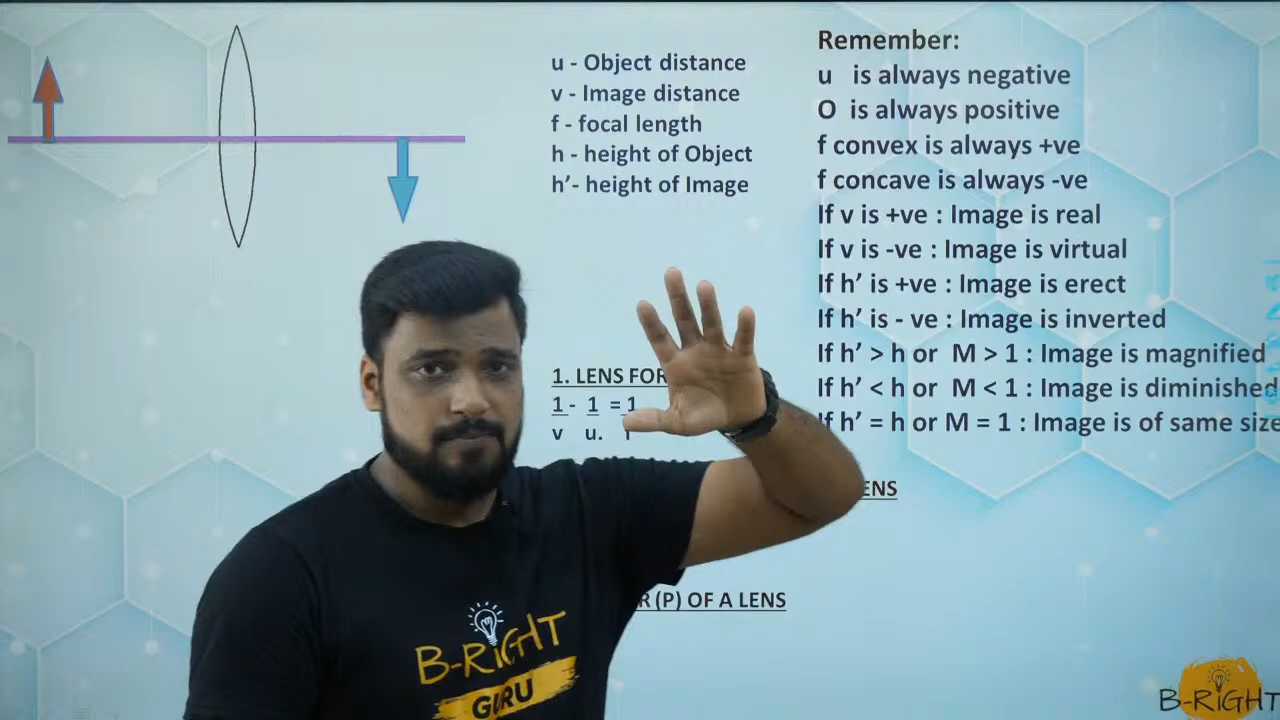 u - Object distance
v - Image distance
f - focal length
h - height of Object
h’- height of Image
1. LENS FOR
1 - 1 = 1
v u.
Remember:
u is always negative
O is always positive
f convex is always +ve
f concave is always -ve
If v is +ve : Image is real
If v is -ve : Image is virtual
If h’ is +ve : Image is erect
If h’ is - ve : Image is inverted
If h’ > h or M > 1 : Image is magnified
If h’ < h or M < 1 : Image is diminished
If h’ = h or M = 1 : Image is of same size
(P) OF A LENS
B-RIGHT
GURU
B-RIGHT